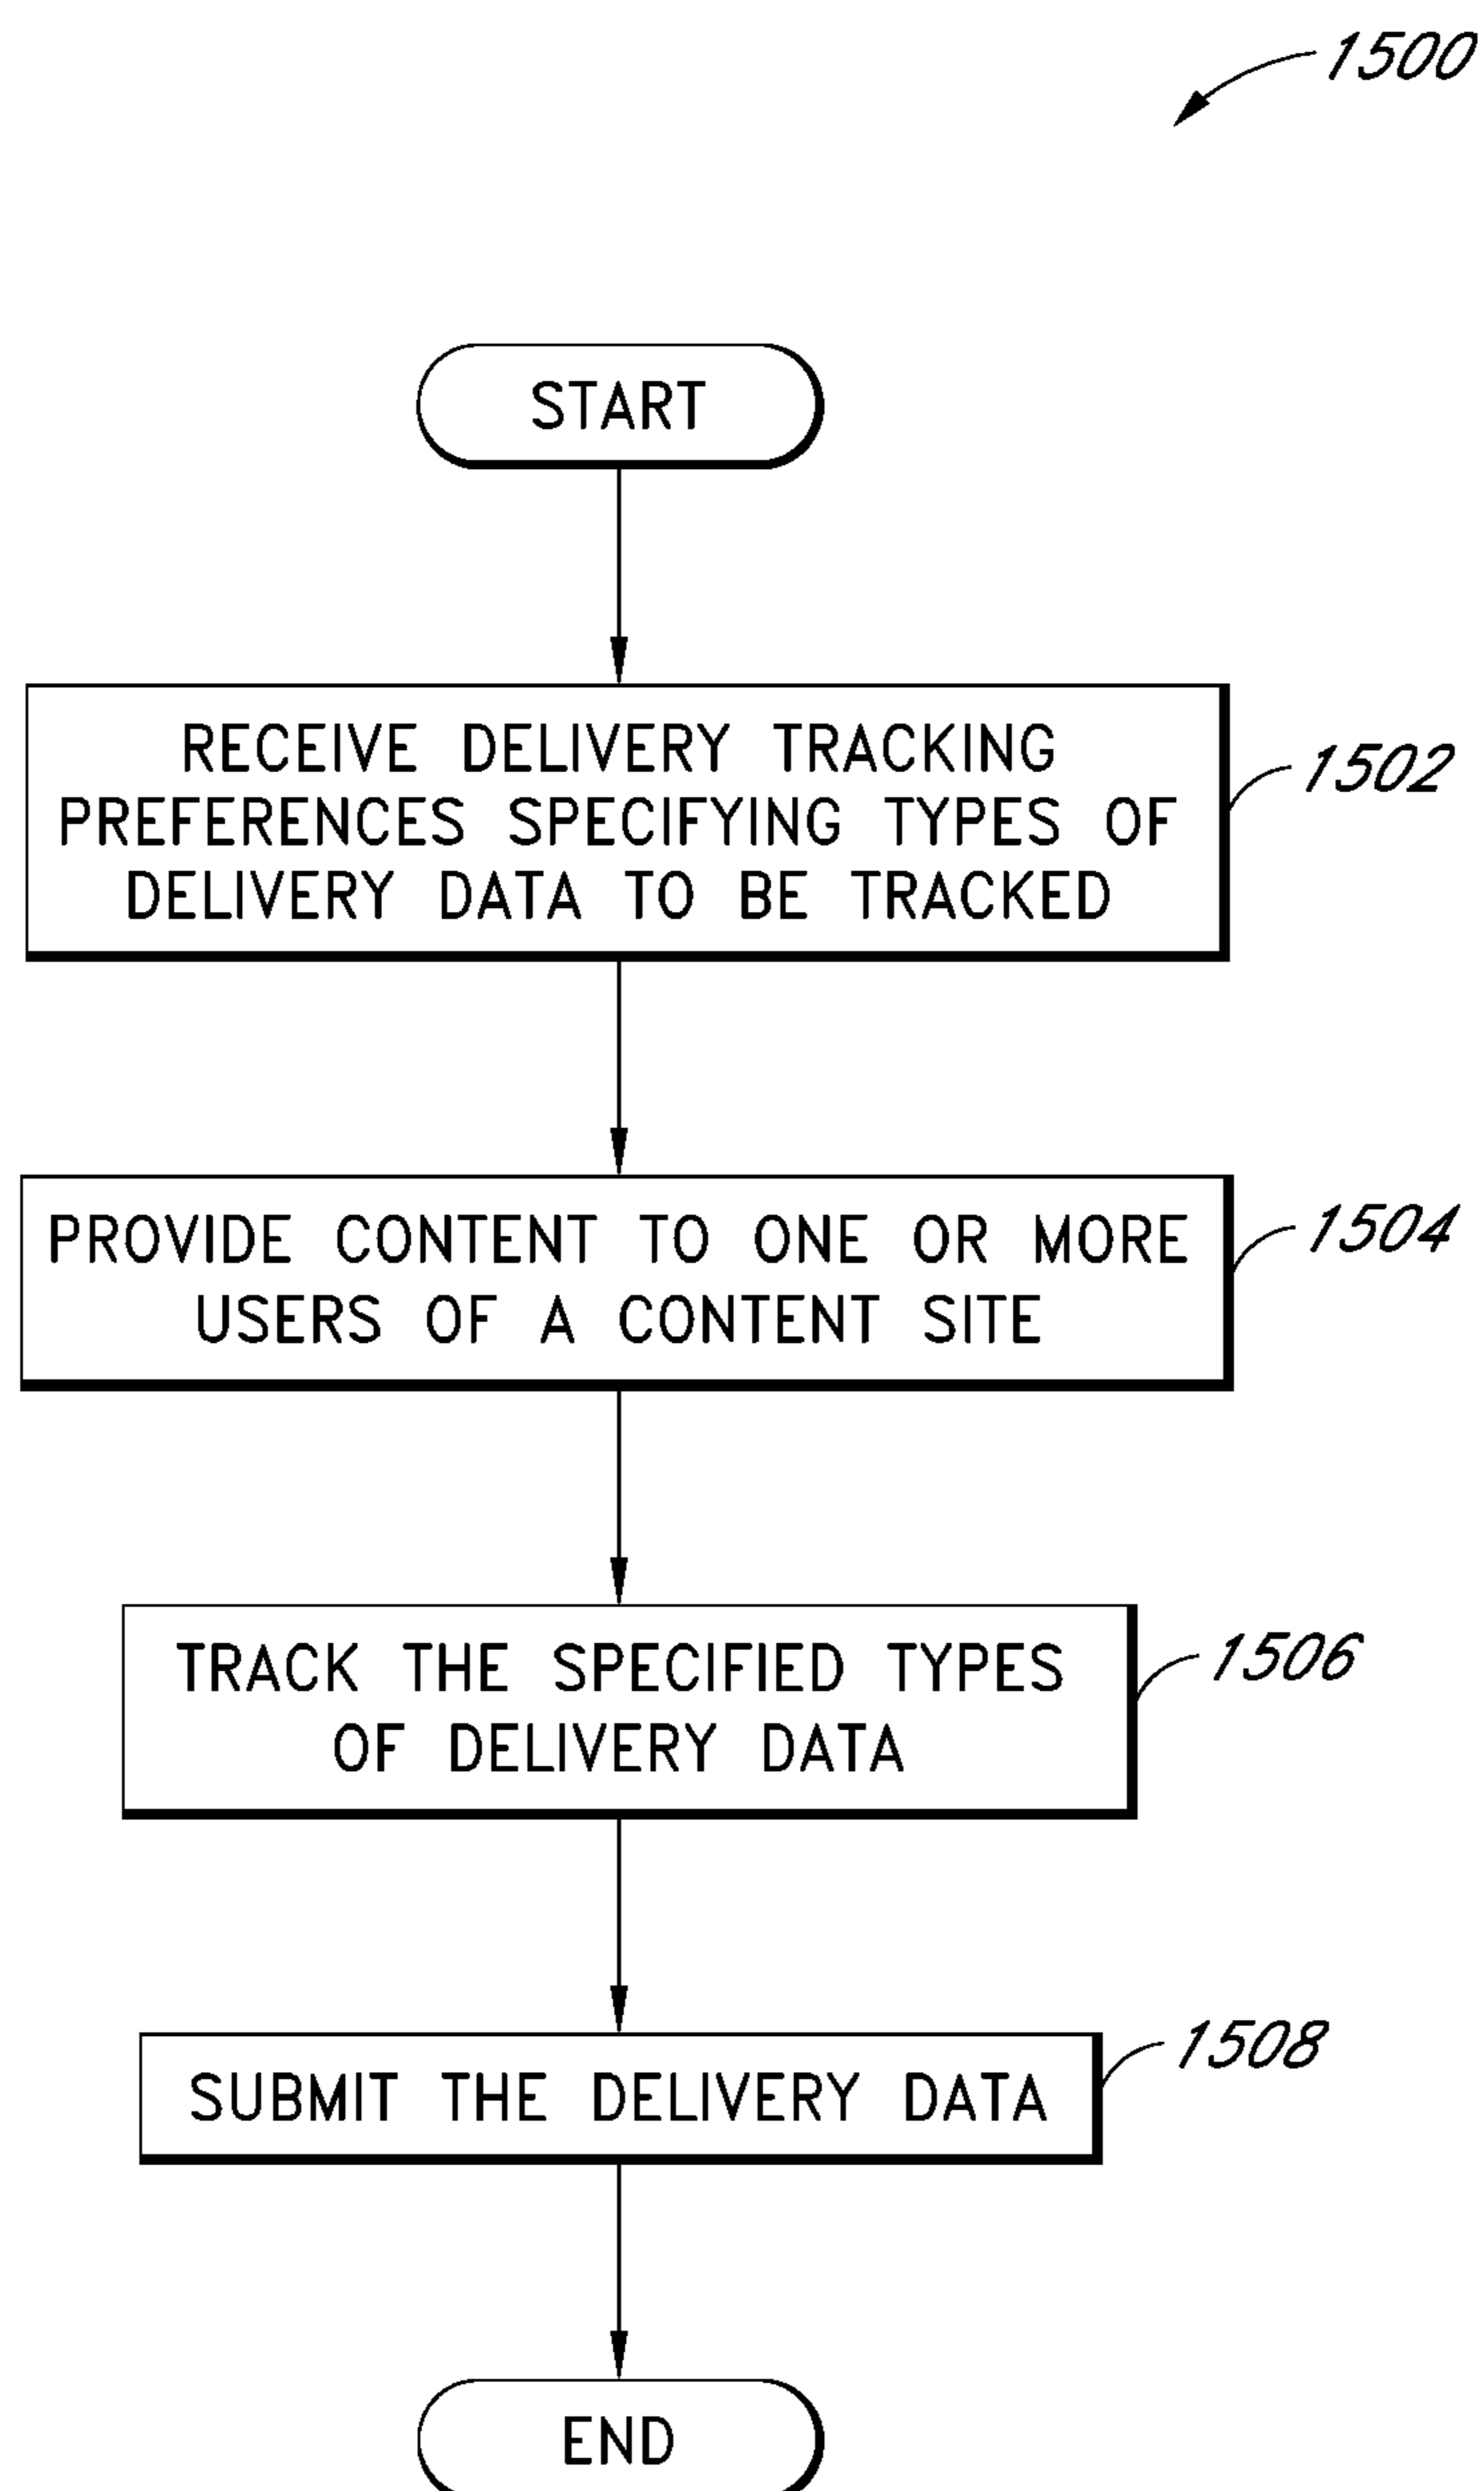 1500
START
RECEIVE DELIVERY TRACKING
PREFERENCES SPECIFYING TYPES OF
DELIVERY DATA TO BE TRACKED
1502
PROVIDE CONTENT TO ONE OR MORE
USERS OF A CONTENT SITE
1504
TRACK THE SPECIFIED TYPES
OF DELIVERY DATA
1506
SUBMIT THE DELIVERY DATA
1508
END